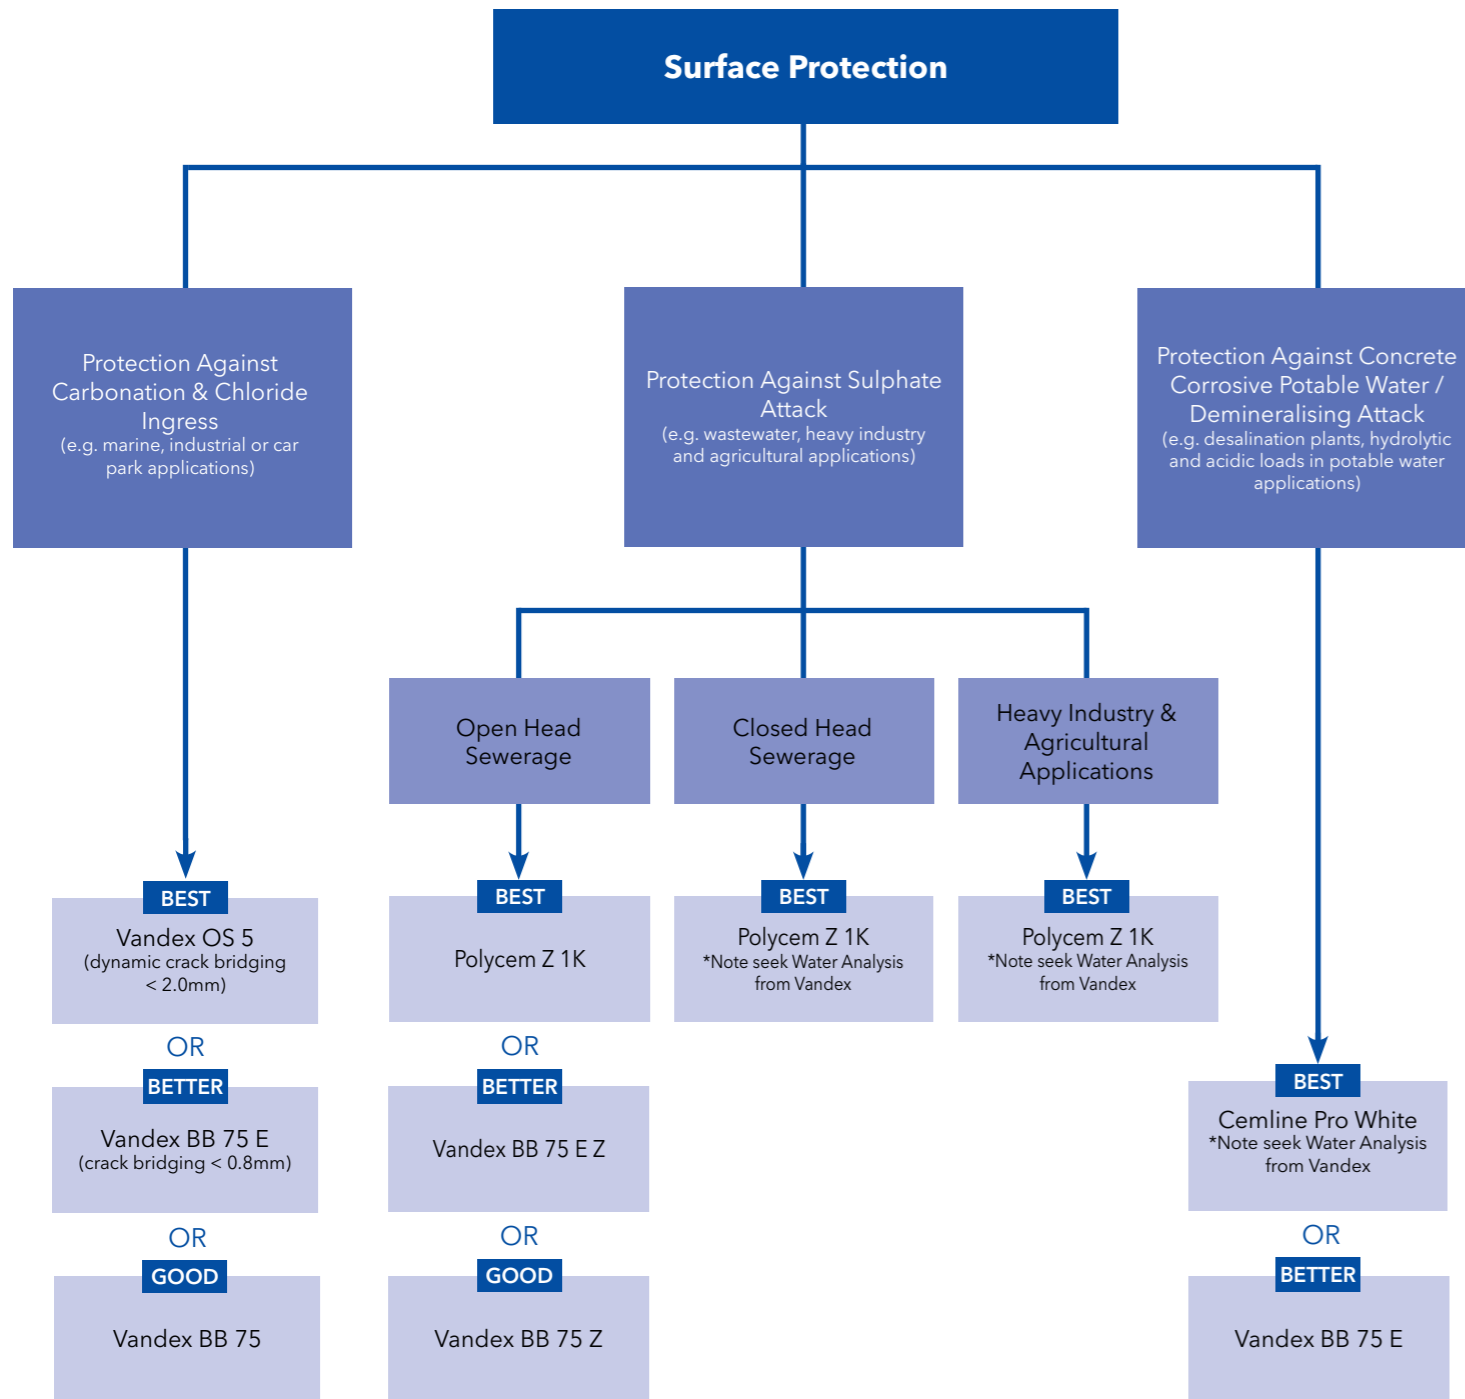 Surface Protection
Protection Against
Carbonation & Chloride
Ingress
(e.g. marine, industrial or car
park applications)
Protection Against Sulphate
Attack
(e.g. wastewater, heavy industry
and agricultural applications)
Protection Against Concrete
Corrosive Potable Water /
Demineralising Attack
(e.g. desalination plants, hydrolytic
and acidic loads in potable water
applications)
Open Head
Sewerage
Closed Head
Sewerage
Heavy Industry &
Agricultural
Applications
BEST
Vandex OS 5
(dynamic crack bridging
< 2.0mm)
OR
BETTER
Vandex BB 75 E
(crack bridging < 0.8mm)
OR
GOOD
Vandex BB 75
BEST
Polycem Z 1K
OR
BETTER
Vandex BB 75 E Z
OR
GOOD
Vandex BB 75 Z
BEST
Polycem Z 1K
*Note seek Water Analysis
from Vandex
BEST
Polycem Z 1K
*Note seek Water Analysis
from Vandex
BEST
Cemline Pro White
*Note seek Water Analysis
from Vandex
OR
BETTER
Vandex BB 75 E